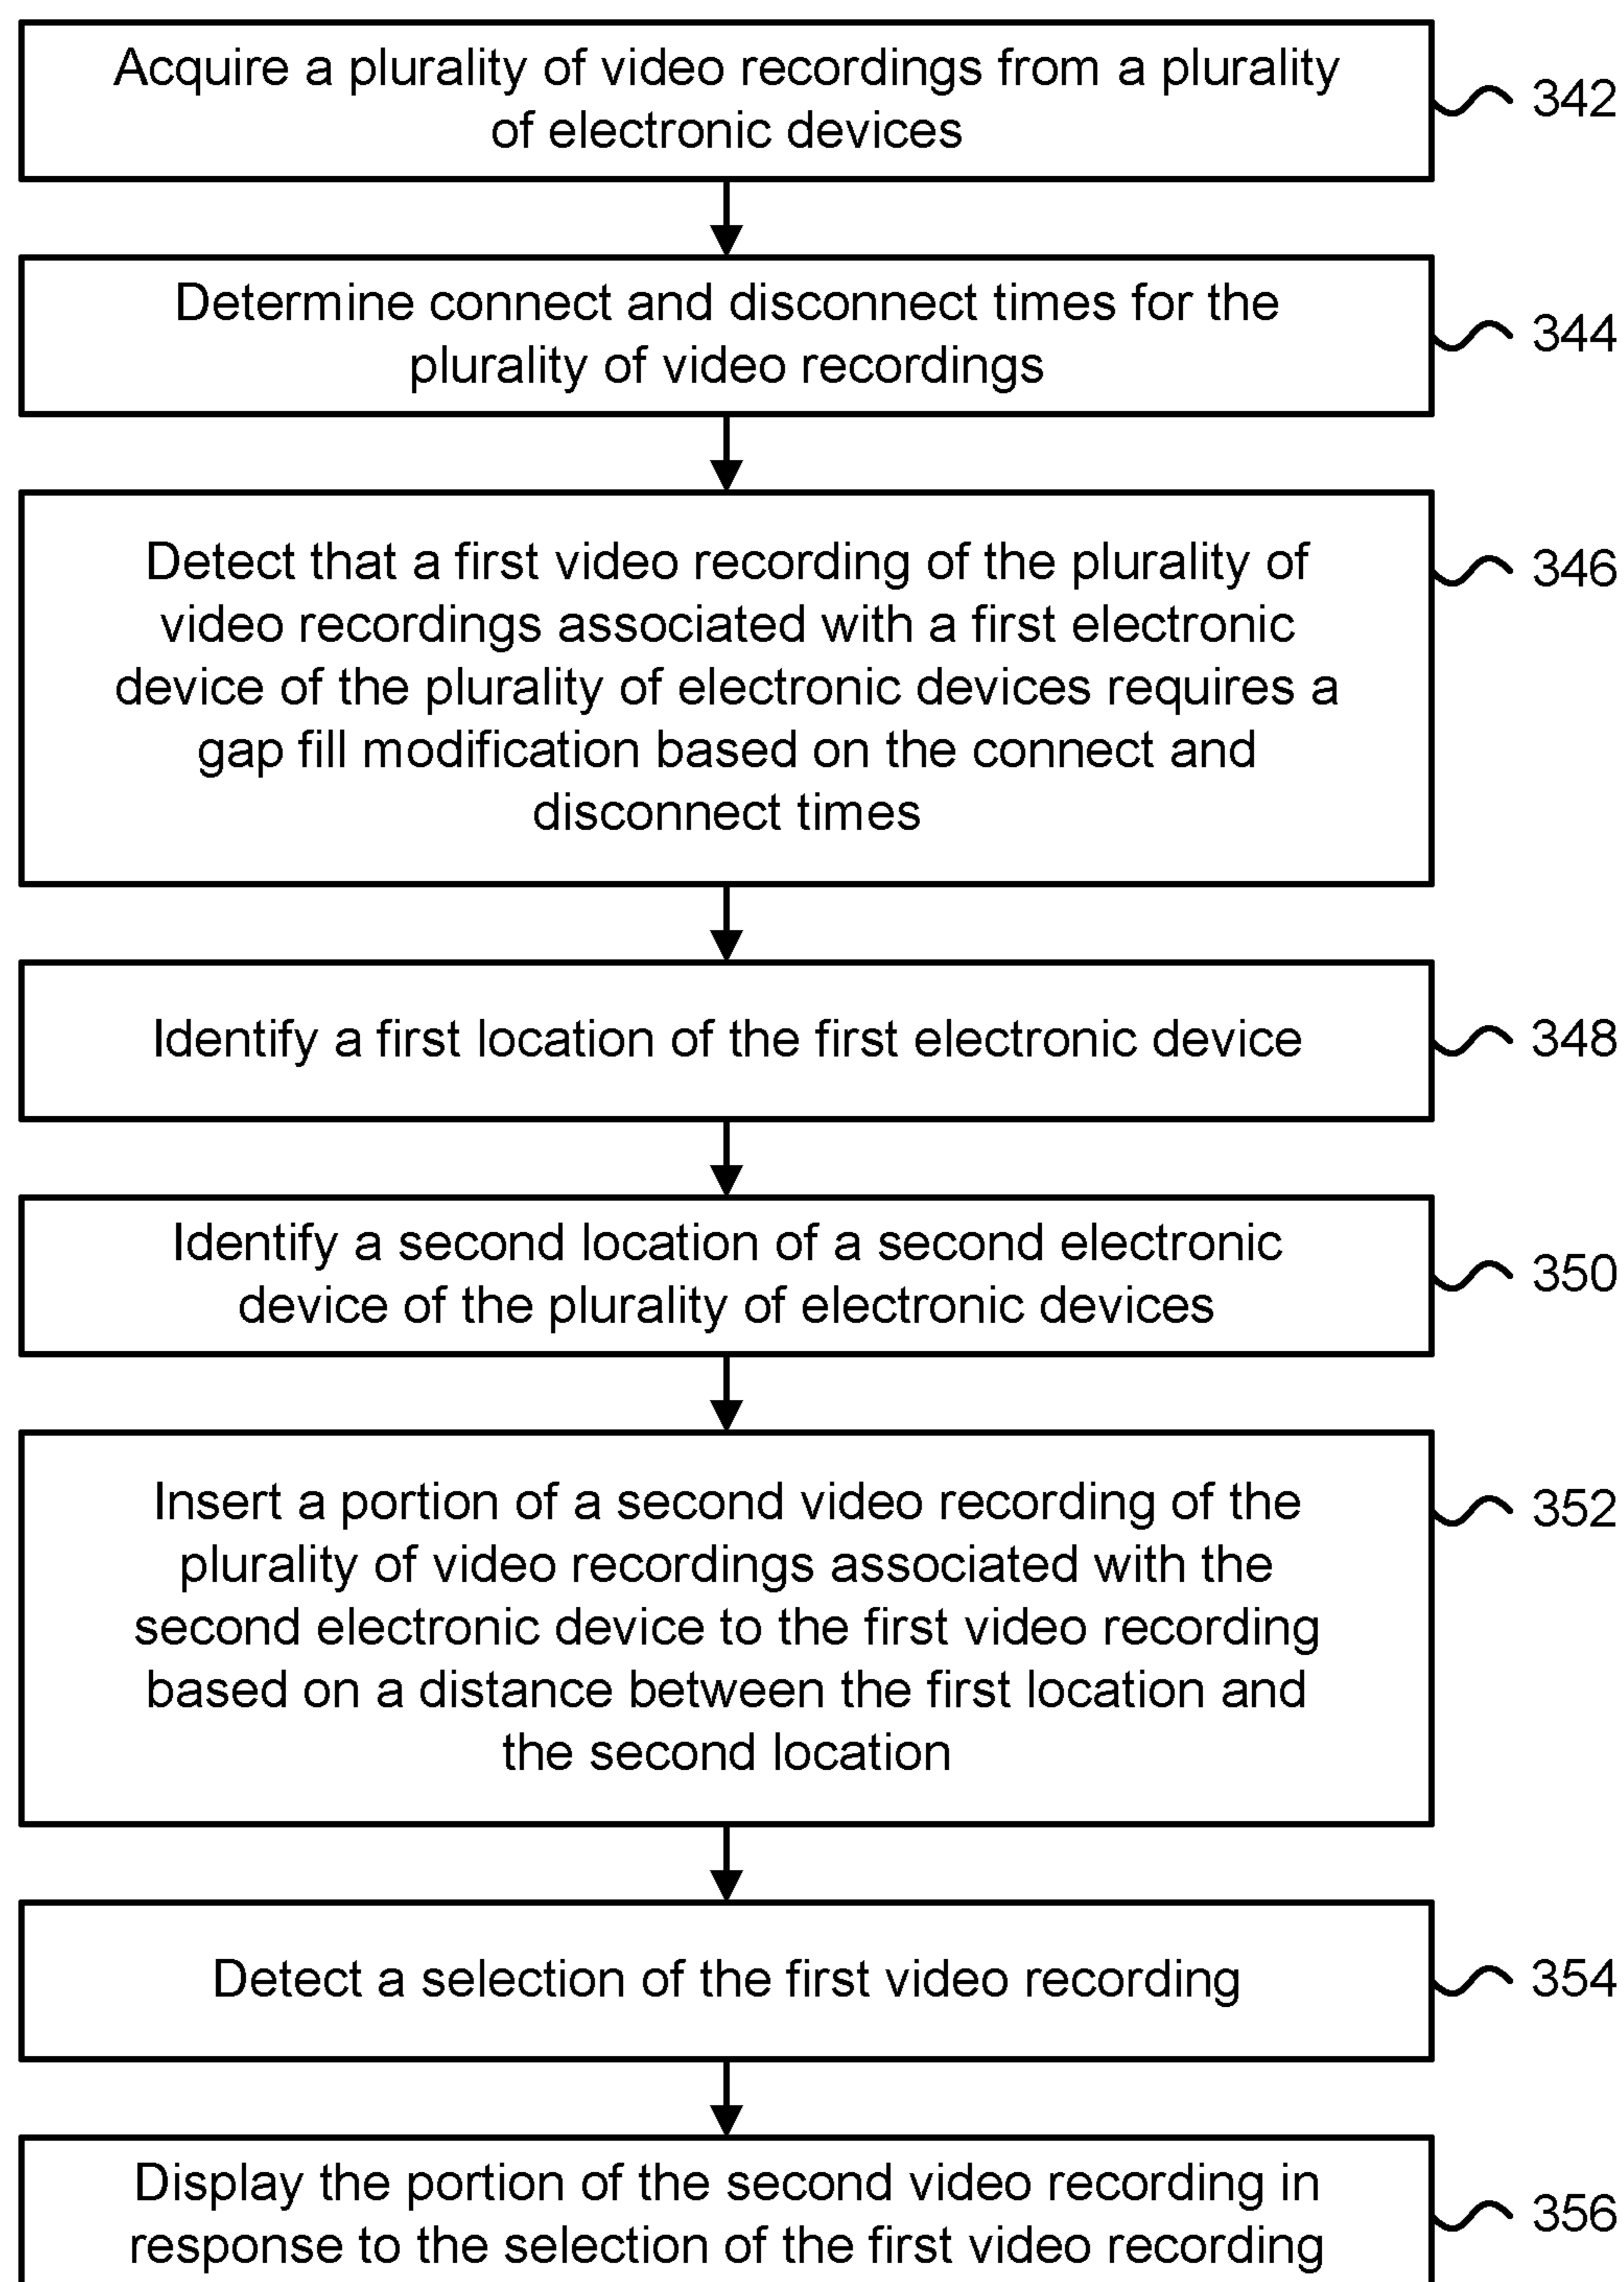 Acquire a plurality of video recordings from a plurality
of electronic devices
342
Determine connect and disconnect times for the
plurality of video recordings
344
Detect that a first video recording of the plurality of
video recordings associated with a first electronic
device of the plurality of electronic devices requires a
gap fill modification based on the connect and
disconnect times
346
Identify a first location of the first electronic device
348
Identify a second location of a second electronic
device of the plurality of electronic devices
350
Insert a portion of a second video recording of the
plurality of video recordings associated with the
second electronic device to the first video recording
based on a distance between the first location and
the second location
352
Detect a selection of the first video recording
354
Display the portion of the second video recording in
response to the selection of the first video recording
356